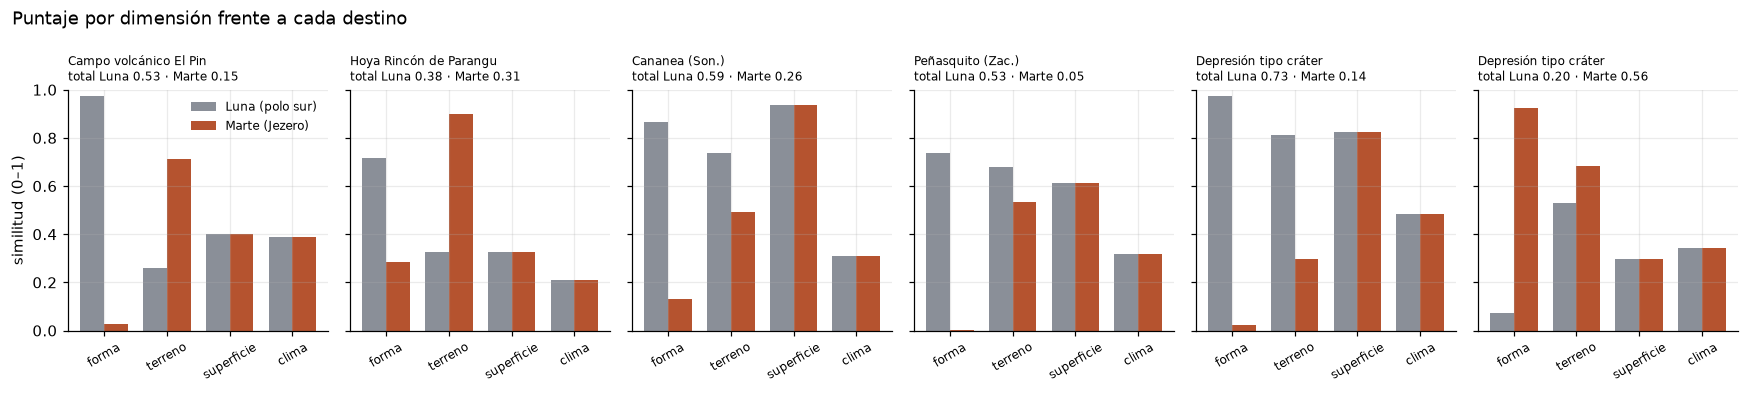 Puntaje por dimensión frente a cada destino
Campo volcánico El Pin
total Luna 0.53 · Marte 0.15
Hoya Rincón de Parangu
total Luna 0.38 · Marte 0.31
Cananea (Son.)
total Luna 0.59 · Marte 0.26
Peñasquito (Zac.)
total Luna 0.53 · Marte 0.05
Depresión tipo cráter
total Luna 0.73 · Marte 0.14
Depresión tipo cráter
total Luna 0.20 · Marte 0.56
Luna (polo sur)
Marte (Jezero)
similitud (0–1)
1.0
0.8
0.6
0.4
0.2
0.0
forma terreno superficie clima
forma terreno superficie clima
forma terreno superficie clima
forma terreno superficie clima
forma terreno superficie clima
forma terreno superficie clima